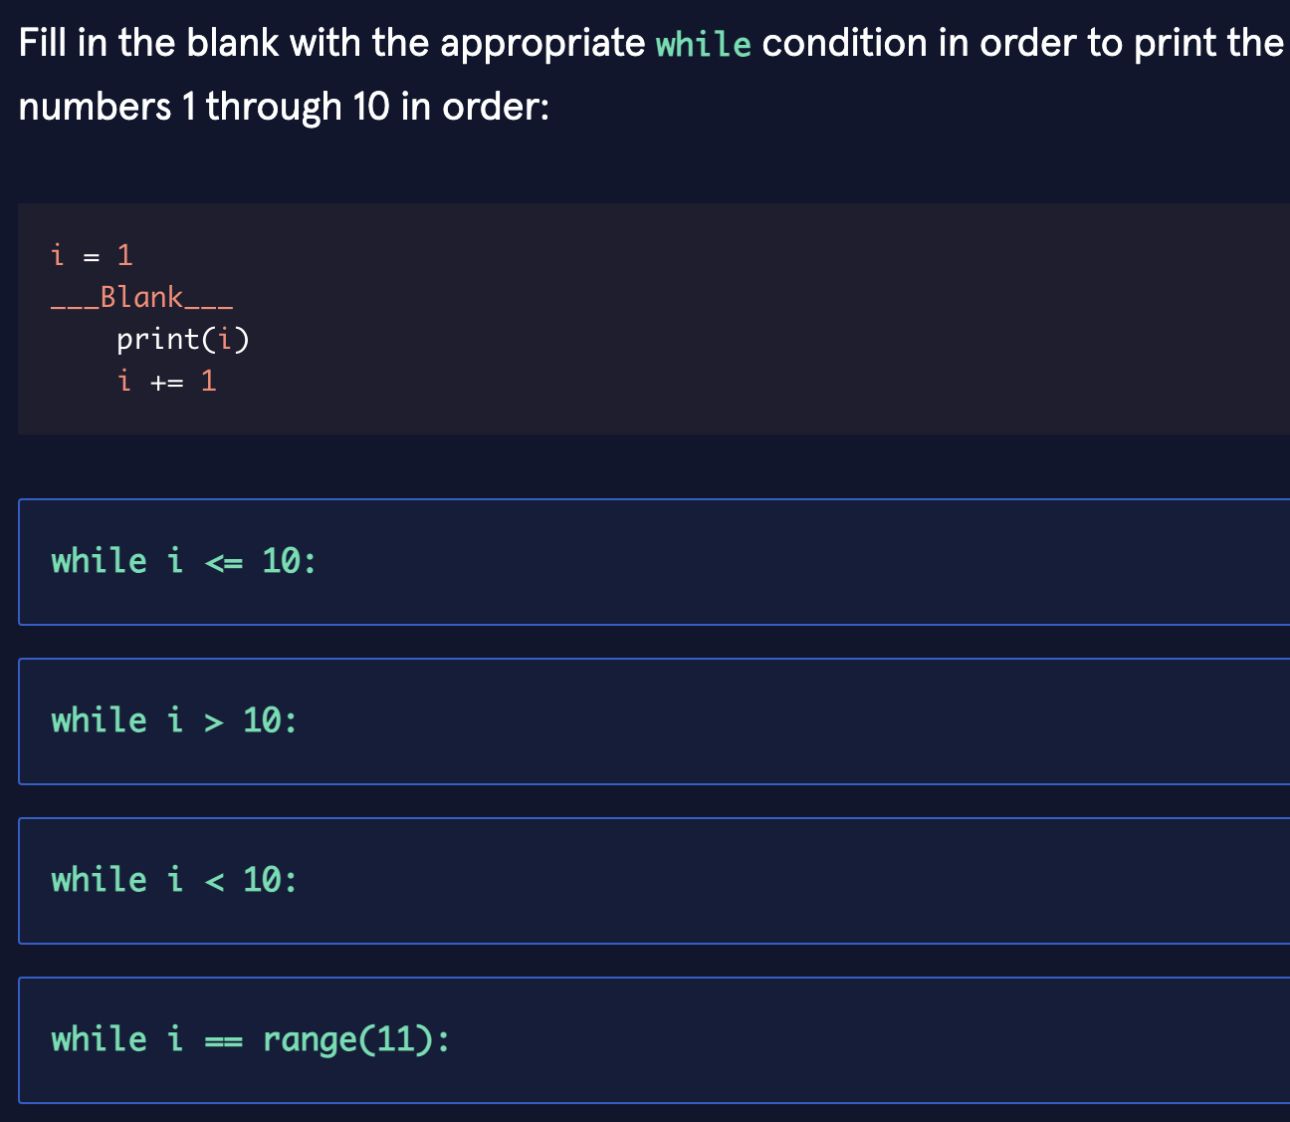 Fill in the blank with the appropriate while condition in order to print the
numbers 1 through 10 in order:
i = 1
___Blank___
    print(i)
    i += 1
while i <= 10:
while i > 10:
while i < 10:
while i == range(11):